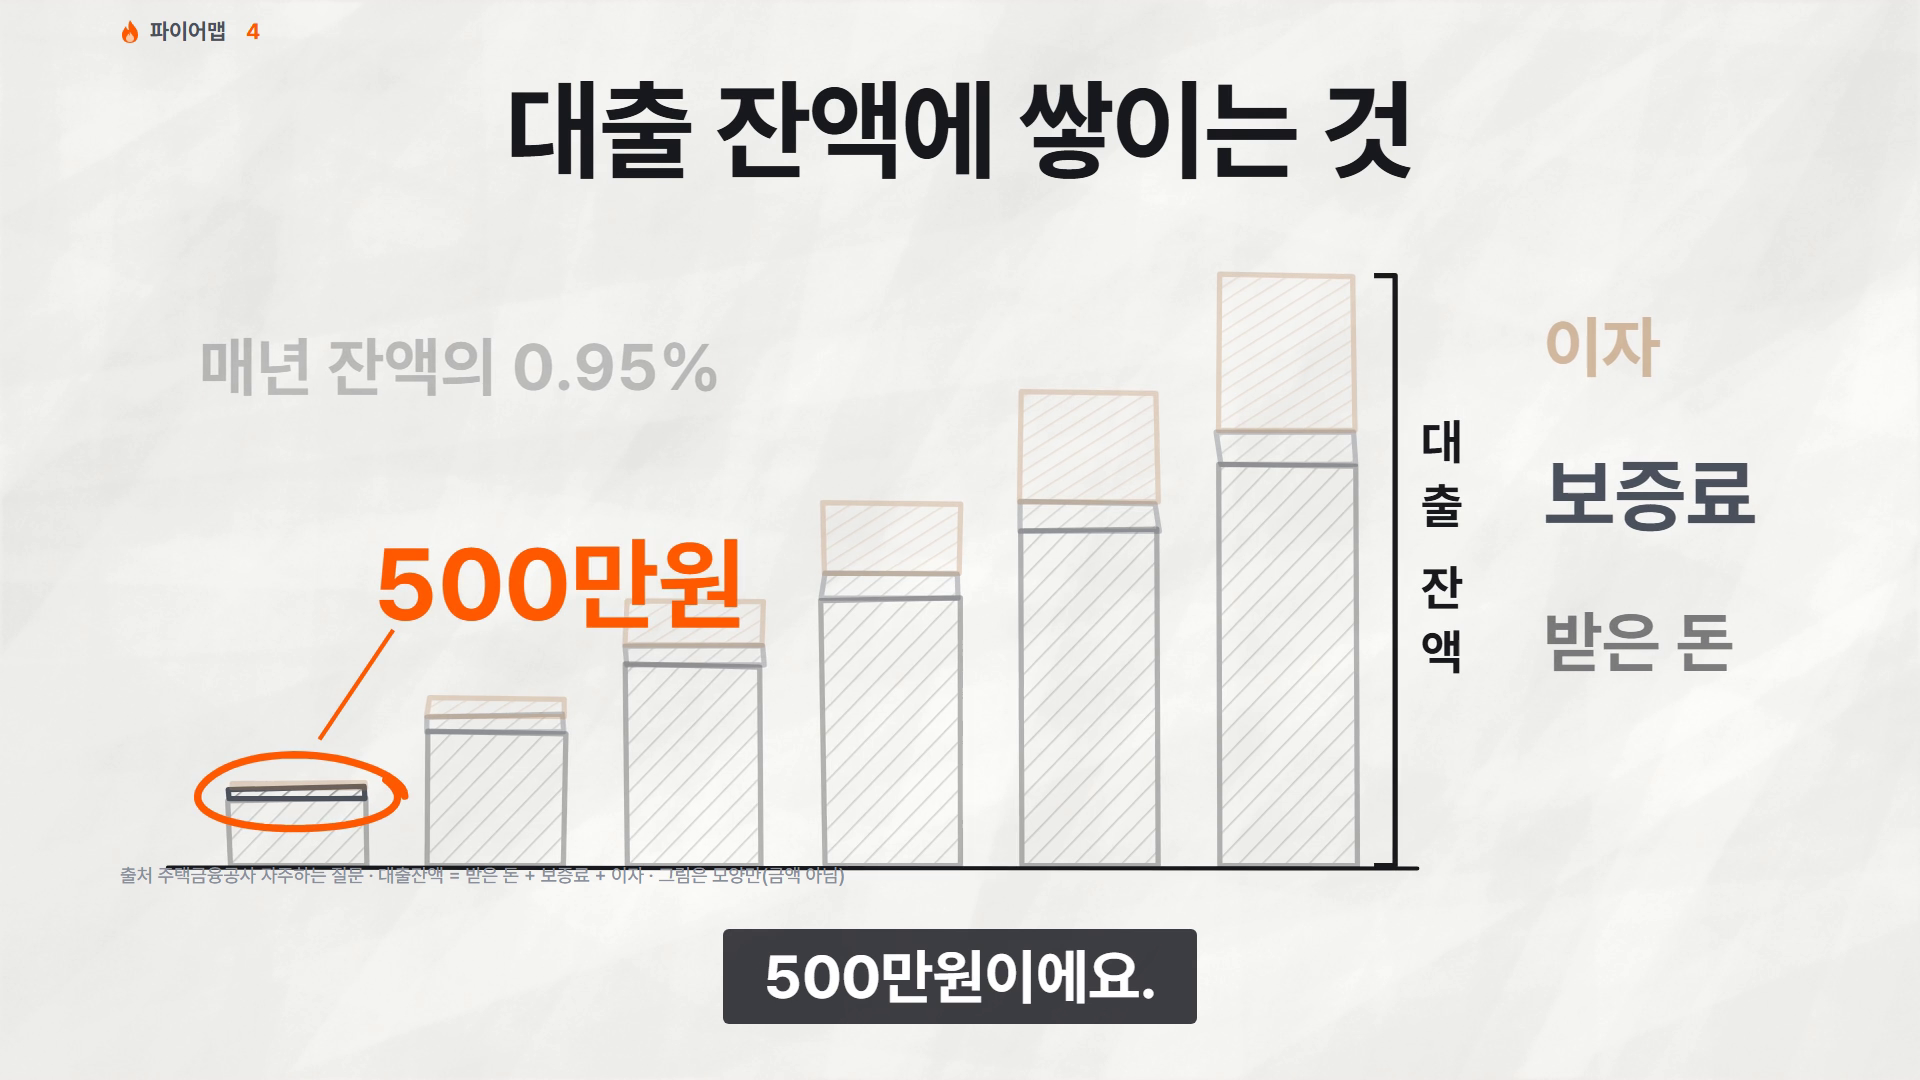 파이어맵 4
대출 잔액에 쌓이는 것
매년 잔액의 0.95%
500만원
대출 잔액
이자
보증료
받은 돈
출처 주택금융공사 자주하는 질문 · 대출잔액 = 받은 돈 + 보증료 + 이자 · 그림은 모양만(금액 아님)
500만원이에요.